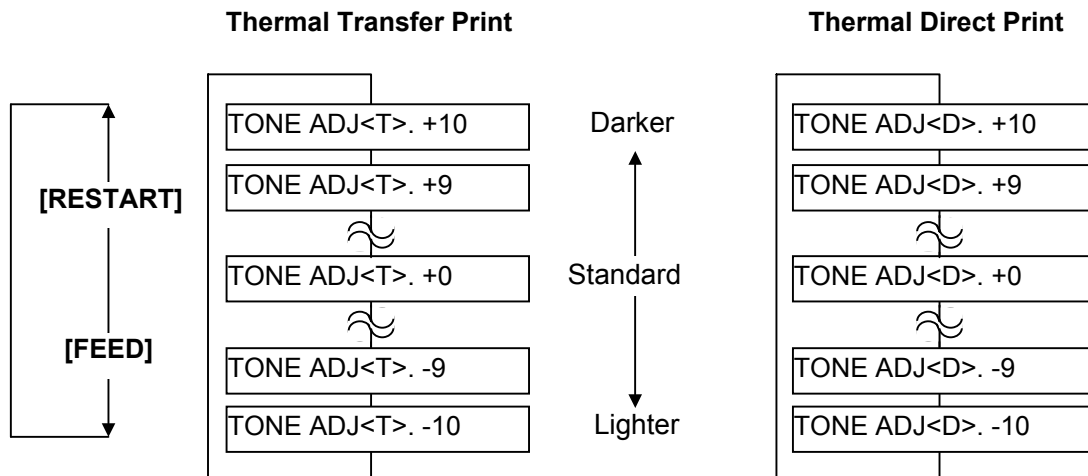 Thermal Transfer Print
Thermal Direct Print
TONE ADJ<T>. +10
Darker
TONE ADJ<D>. +10
[RESTART]
TONE ADJ<T>. +9
TONE ADJ<D>. +9
TONE ADJ<T>. +0
Standard
TONE ADJ<D>. +0
[FEED]
TONE ADJ<T>. -9
TONE ADJ<D>. -9
TONE ADJ<T>. -10
Lighter
TONE ADJ<D>. -10